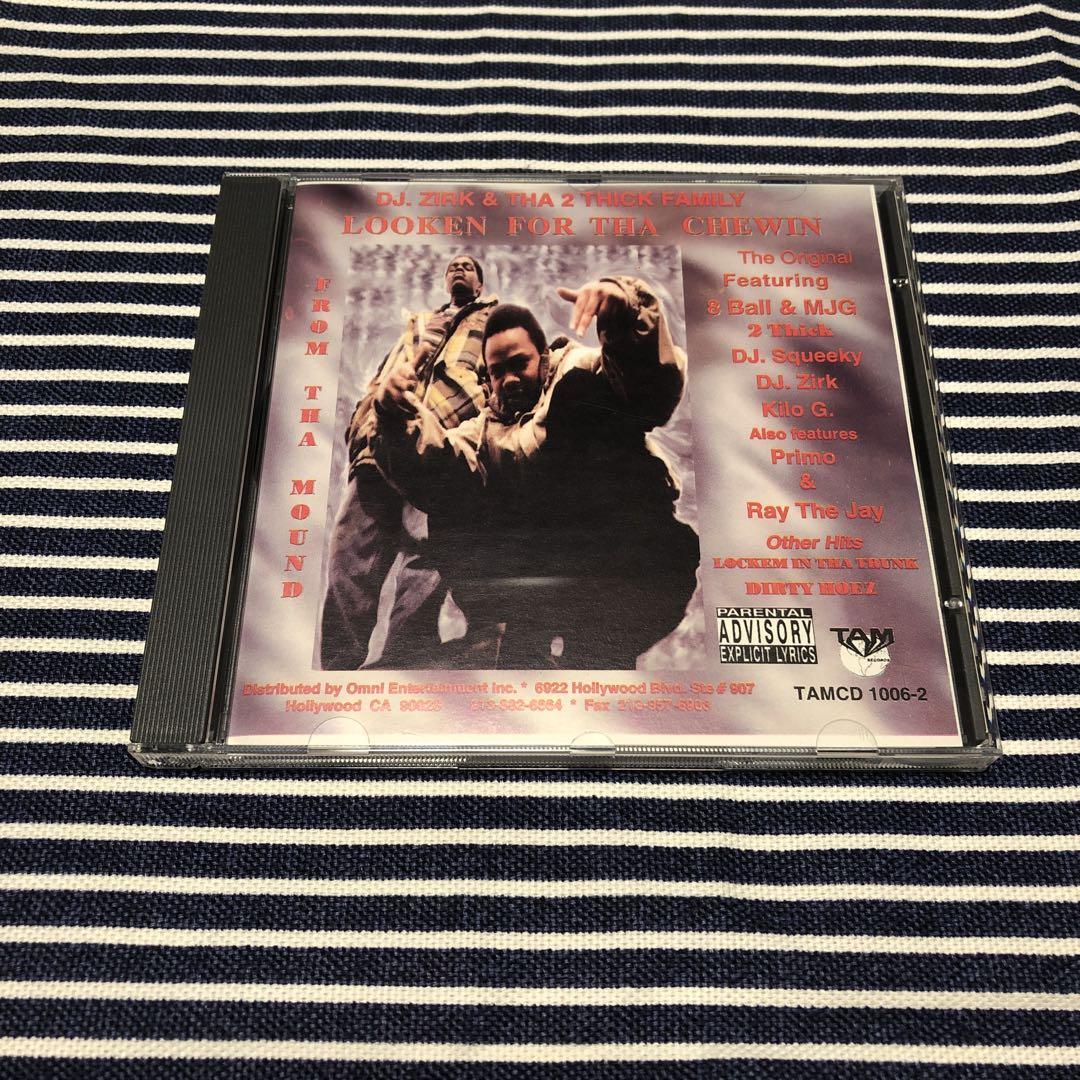 DJ. ZIRK & THA 2 THICK FAMILY
LOOKEN FOR THA CHEWIN
FROM THA MOUND
The Original
Featuring
8 Ball & MJG
2 Thick
DJ. Squeeky
DJ. Zirk
Kilo G.
Also features
Primo
&
Ray The Jay
Other Hits
LOCKEM IN THA TRUNK
DIRTY HOEZ
PARENTAL
ADVISORY
EXPLICIT LYRICS
TAM
RECORDS
Distributed by Omni Entertainment Inc. * 6922 Hollywood Blvd. Ste # 907
Hollywood CA 90028 * Fax
TAMCD 1006-2